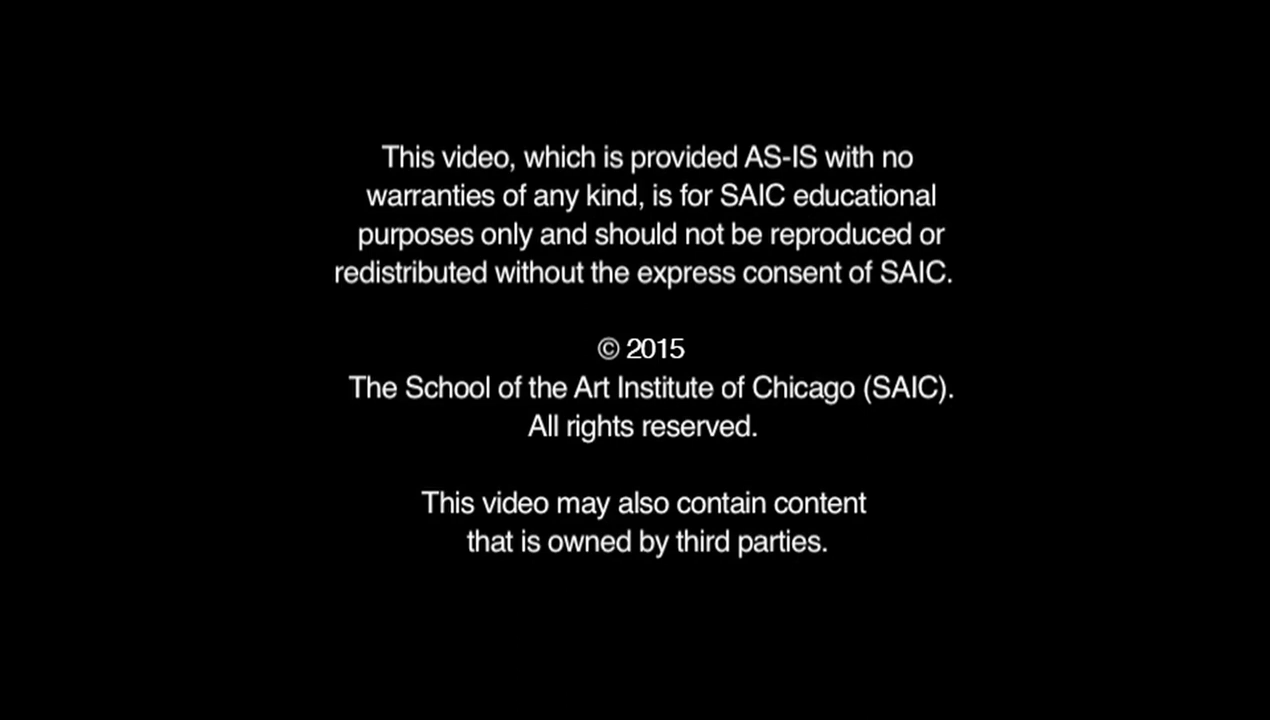 This video, which is provided AS-IS with no
warranties of any kind, is for SAIC educational
purposes only and should not be reproduced or
redistributed without the express consent of SAIC.
© 2015
The School of the Art Institute of Chicago (SAIC).
All rights reserved.
This video may also contain content
that is owned by third parties.